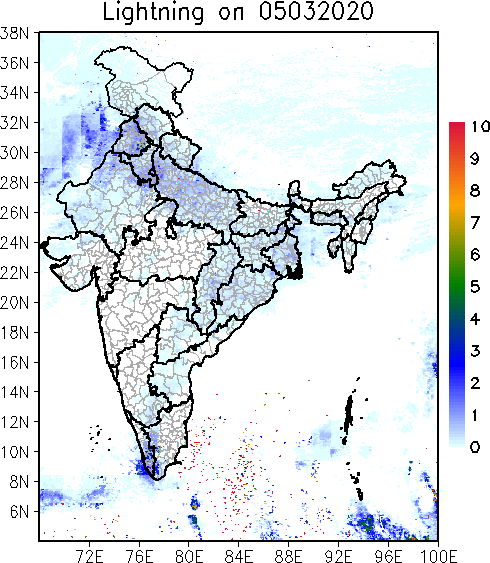 Lightning on 05032020
38N
36N
34N
32N
30N
28N
26N
24N
22N
20N
18N
16N
14N
12N
10N
8N
6N
72E 76E 80E 84E 88E 92E 96E 100E
10
9
8
7
6
5
4
3
2
1
0